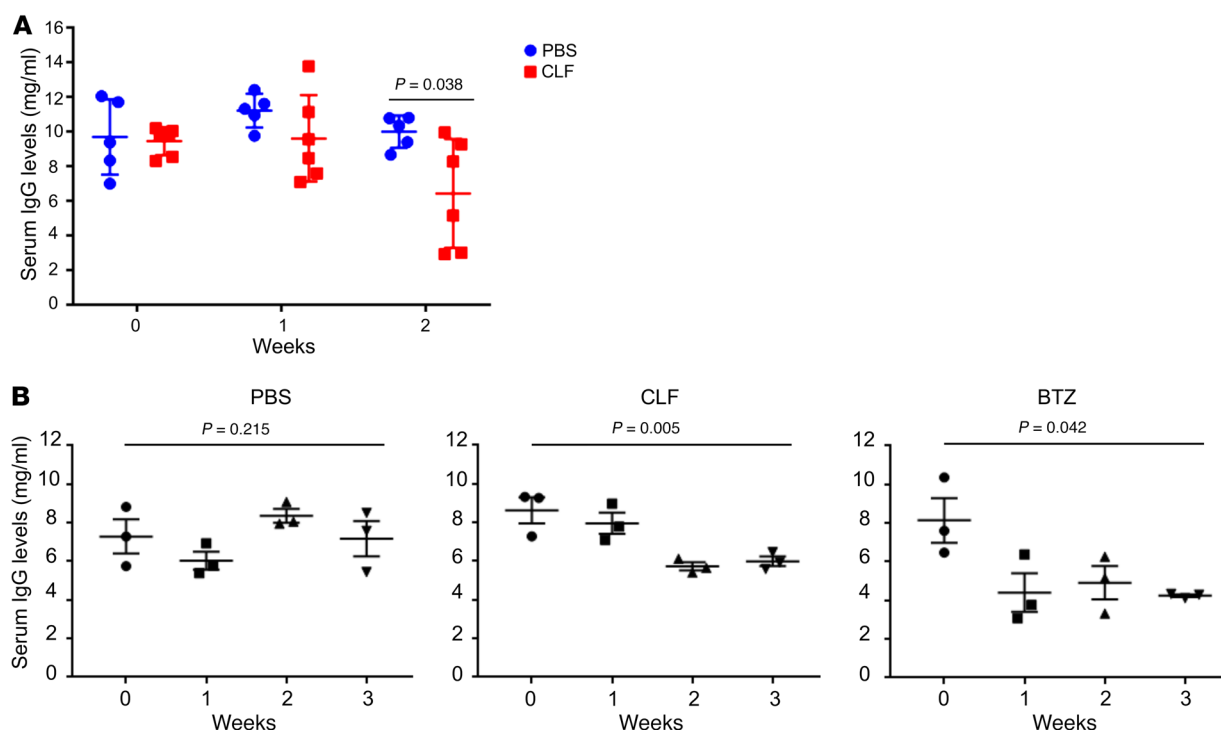 A
16
14
12
10
8
6
4
2
0
Serum IgG levels (mg/ml)
PBS
CLF
P = 0.038
0 1 2
Weeks
B
PBS
P = 0.215
12
10
8
6
4
2
0
Serum IgG levels (mg/ml)
0 1 2 3
Weeks
CLF
P = 0.005
12
10
8
6
4
2
0
0 1 2 3
Weeks
BTZ
P = 0.042
12
10
8
6
4
2
0
0 1 2 3
Weeks